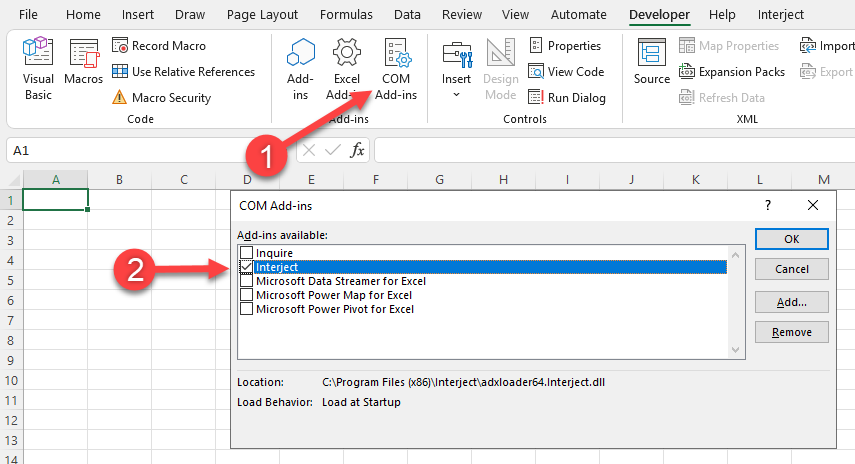 File Home Insert Draw Page Layout Formulas Data Review View Automate Developer Help Interject
Visual Basic
Macros
Record Macro
Use Relative References
Macro Security
Code
Add-ins
Excel Add-ins
COM Add-ins
Add-ins
Insert
Design Mode
Properties
View Code
Run Dialog
Controls
Source
Map Properties
Expansion Packs
Refresh Data
Import
Export
XML
1
A1 fx
A B C D E F G H I J K L M
1
2
3
4
5
6
7
8
9
10
11
12
13
14
COM Add-ins ? X
Add-ins available:
2
Inquire
Interject
Microsoft Data Streamer for Excel
Microsoft Power Map for Excel
Microsoft Power Pivot for Excel
OK
Cancel
Add...
Remove
Location: C:\Program Files (x86)\Interject\adxloader64.Interject.dll
Load Behavior: Load at Startup